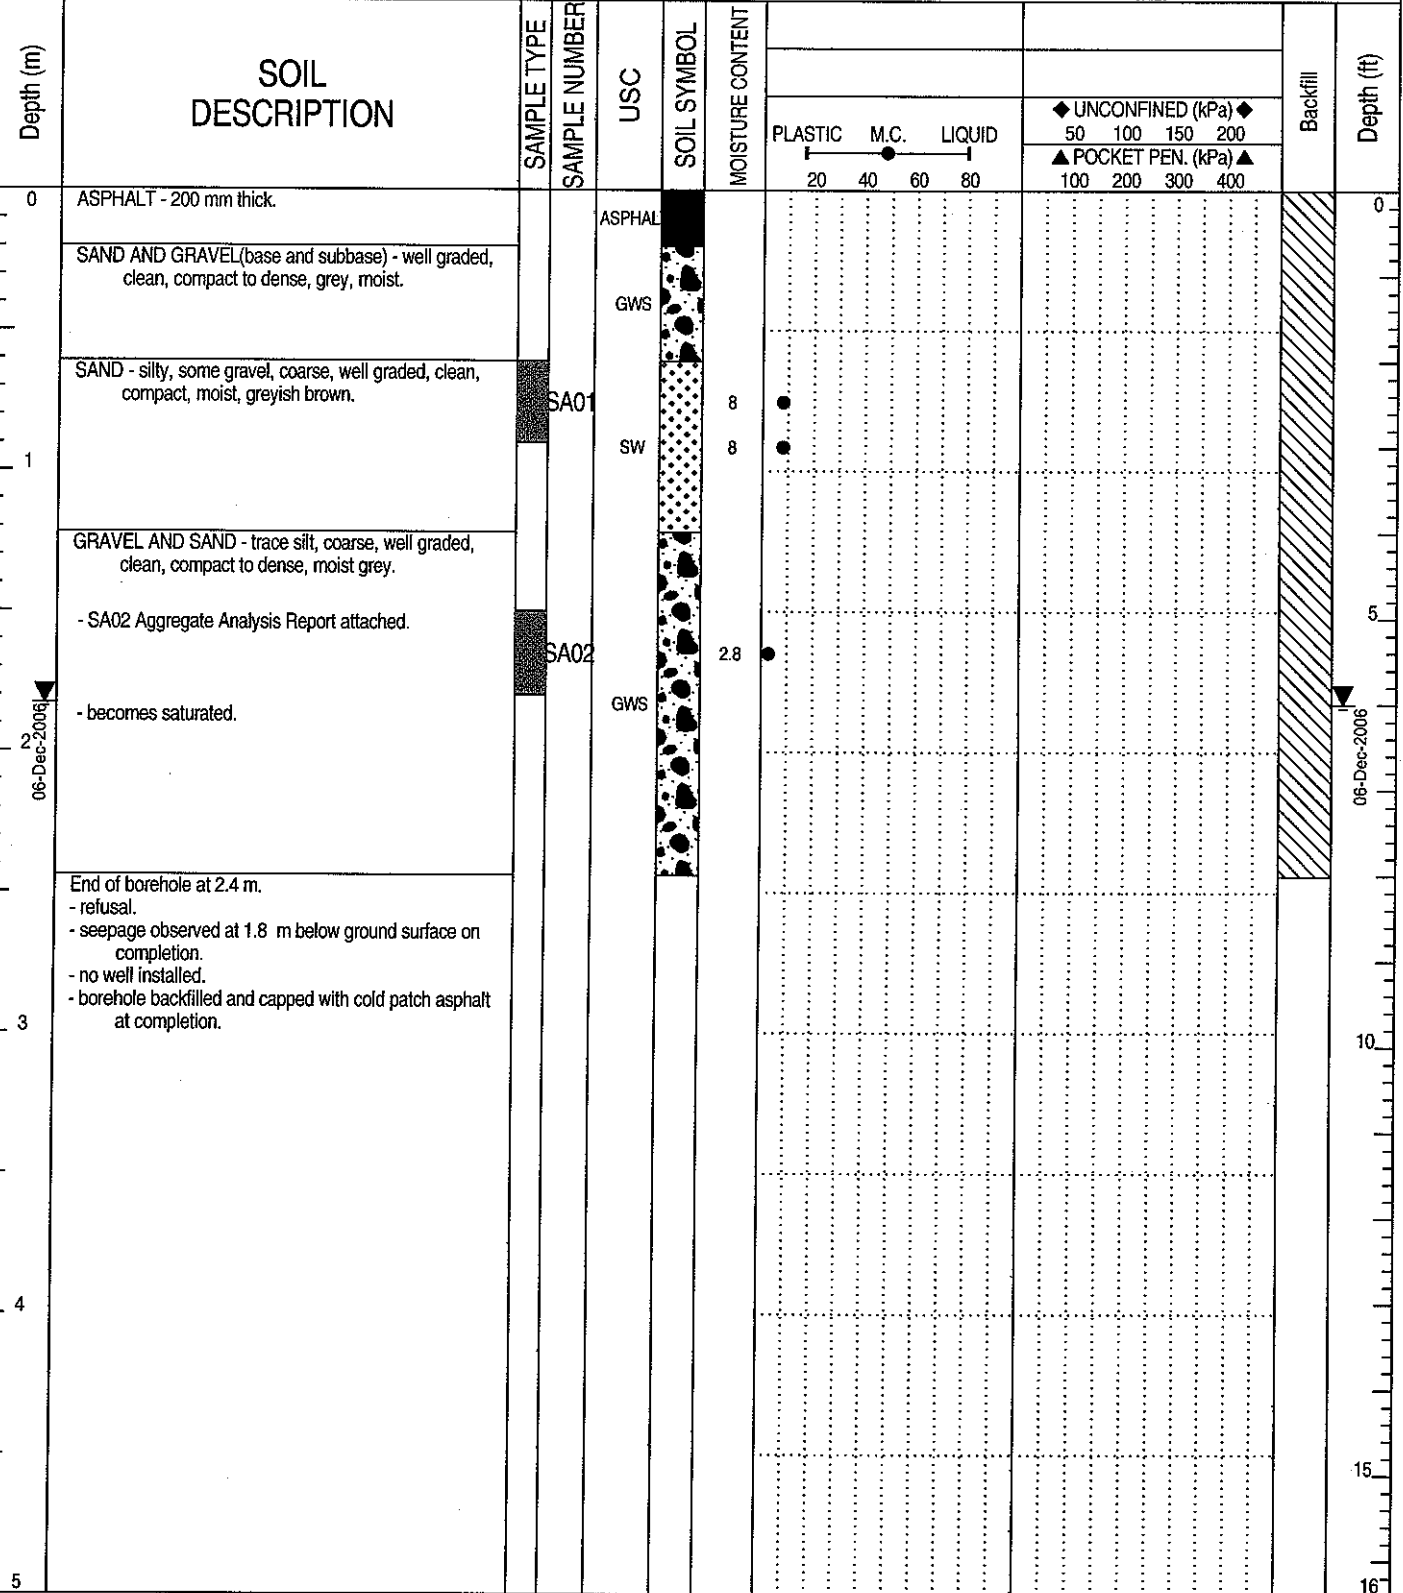 Depth (m)
SOIL
DESCRIPTION
SAMPLE TYPE
SAMPLE NUMBER
USC
SOIL SYMBOL
MOISTURE CONTENT
PLASTIC M.C. LIQUID
20 40 60 80
◆ UNCONFINED (kPa) ◆
50 100 150 200
▲ POCKET PEN. (kPa) ▲
100 200 300 400
Backfill
Depth (ft)
0
ASPHALT - 200 mm thick.
ASPHAL
0
SAND AND GRAVEL(base and subbase) - well graded,
clean, compact to dense, grey, moist.
GWS
SAND - silty, some gravel, coarse, well graded, clean,
compact, moist, greyish brown.
SA01
8
SW
8
1
GRAVEL AND SAND - trace silt, coarse, well graded,
clean, compact to dense, moist grey.
- SA02 Aggregate Analysis Report attached.
5
SA02
2.8
GWS
- becomes saturated.
2
06-Dec-2006
06-Dec-2006
End of borehole at 2.4 m.
- refusal.
- seepage observed at 1.8 m below ground surface on
completion.
- no well installed.
- borehole backfilled and capped with cold patch asphalt
at completion.
3
10
4
15
5
16